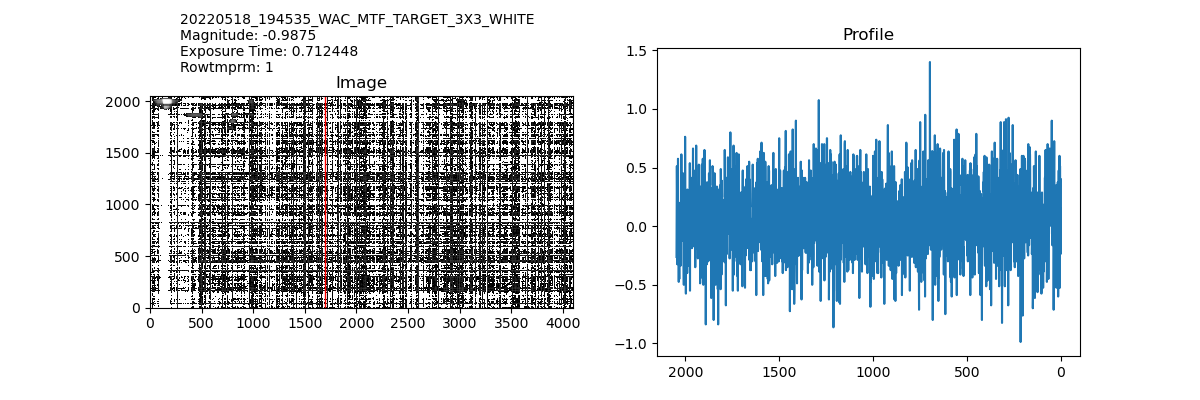 20220518_194535_WAC_MTF_TARGET_3X3_WHITE
Magnitude: -0.9875
Exposure Time: 0.712448
Rowtmprm: 1
Image
2000
1500
1000
500
0
0 500 1000 1500 2000 2500 3000 3500 4000
Profile
1.5
1.0
0.5
0.0
−0.5
−1.0
2000 1500 1000 500 0